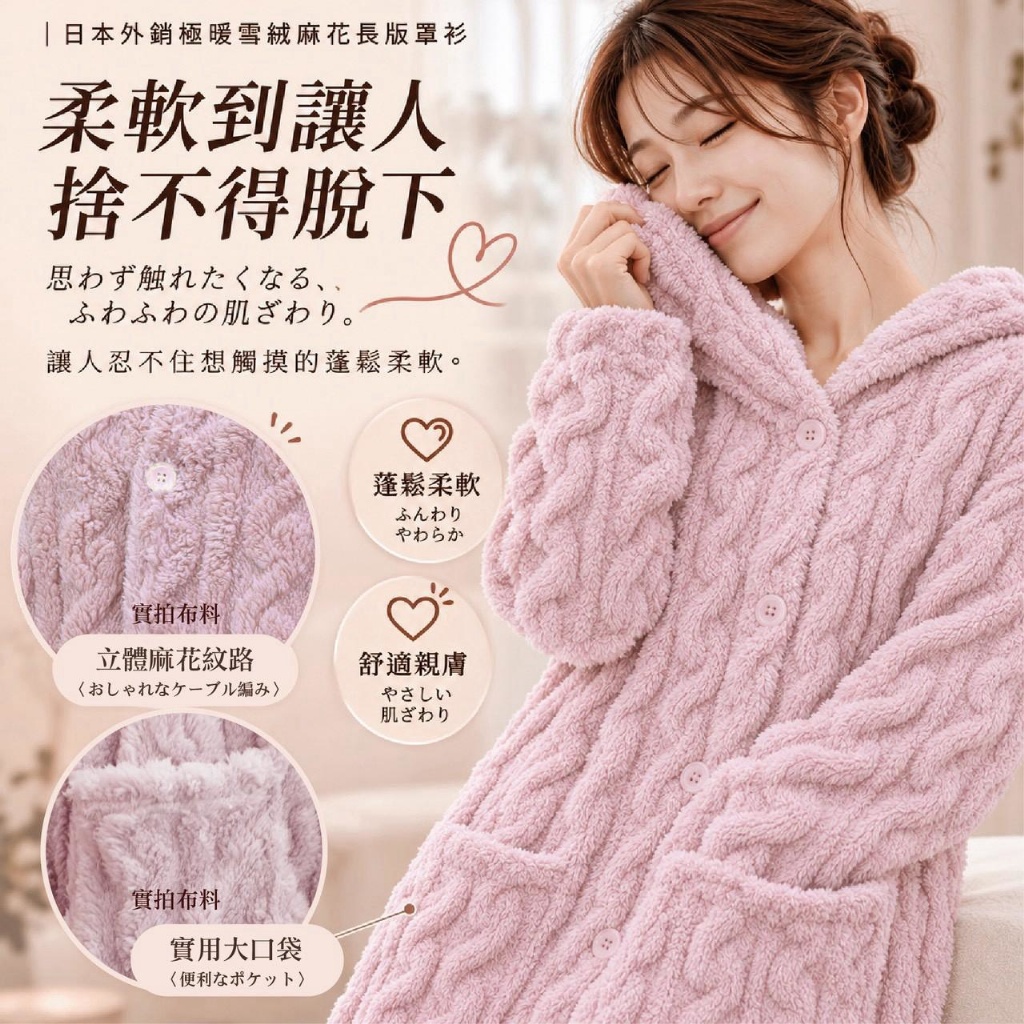 ｜日本外銷極暖雪絨麻花長版罩衫
柔軟到讓人
捨不得脫下
思わず触れたくなる、、
ふわふわの肌ざわり。
讓人忍不住想觸摸的蓬鬆柔軟。
蓬鬆柔軟
ふんわり
やわらか
實拍布料
立體麻花紋路
〈おしゃれなケーブル編み〉
舒適親膚
やさしい
肌ざわり
實拍布料
實用大口袋
〈便利なポケット〉